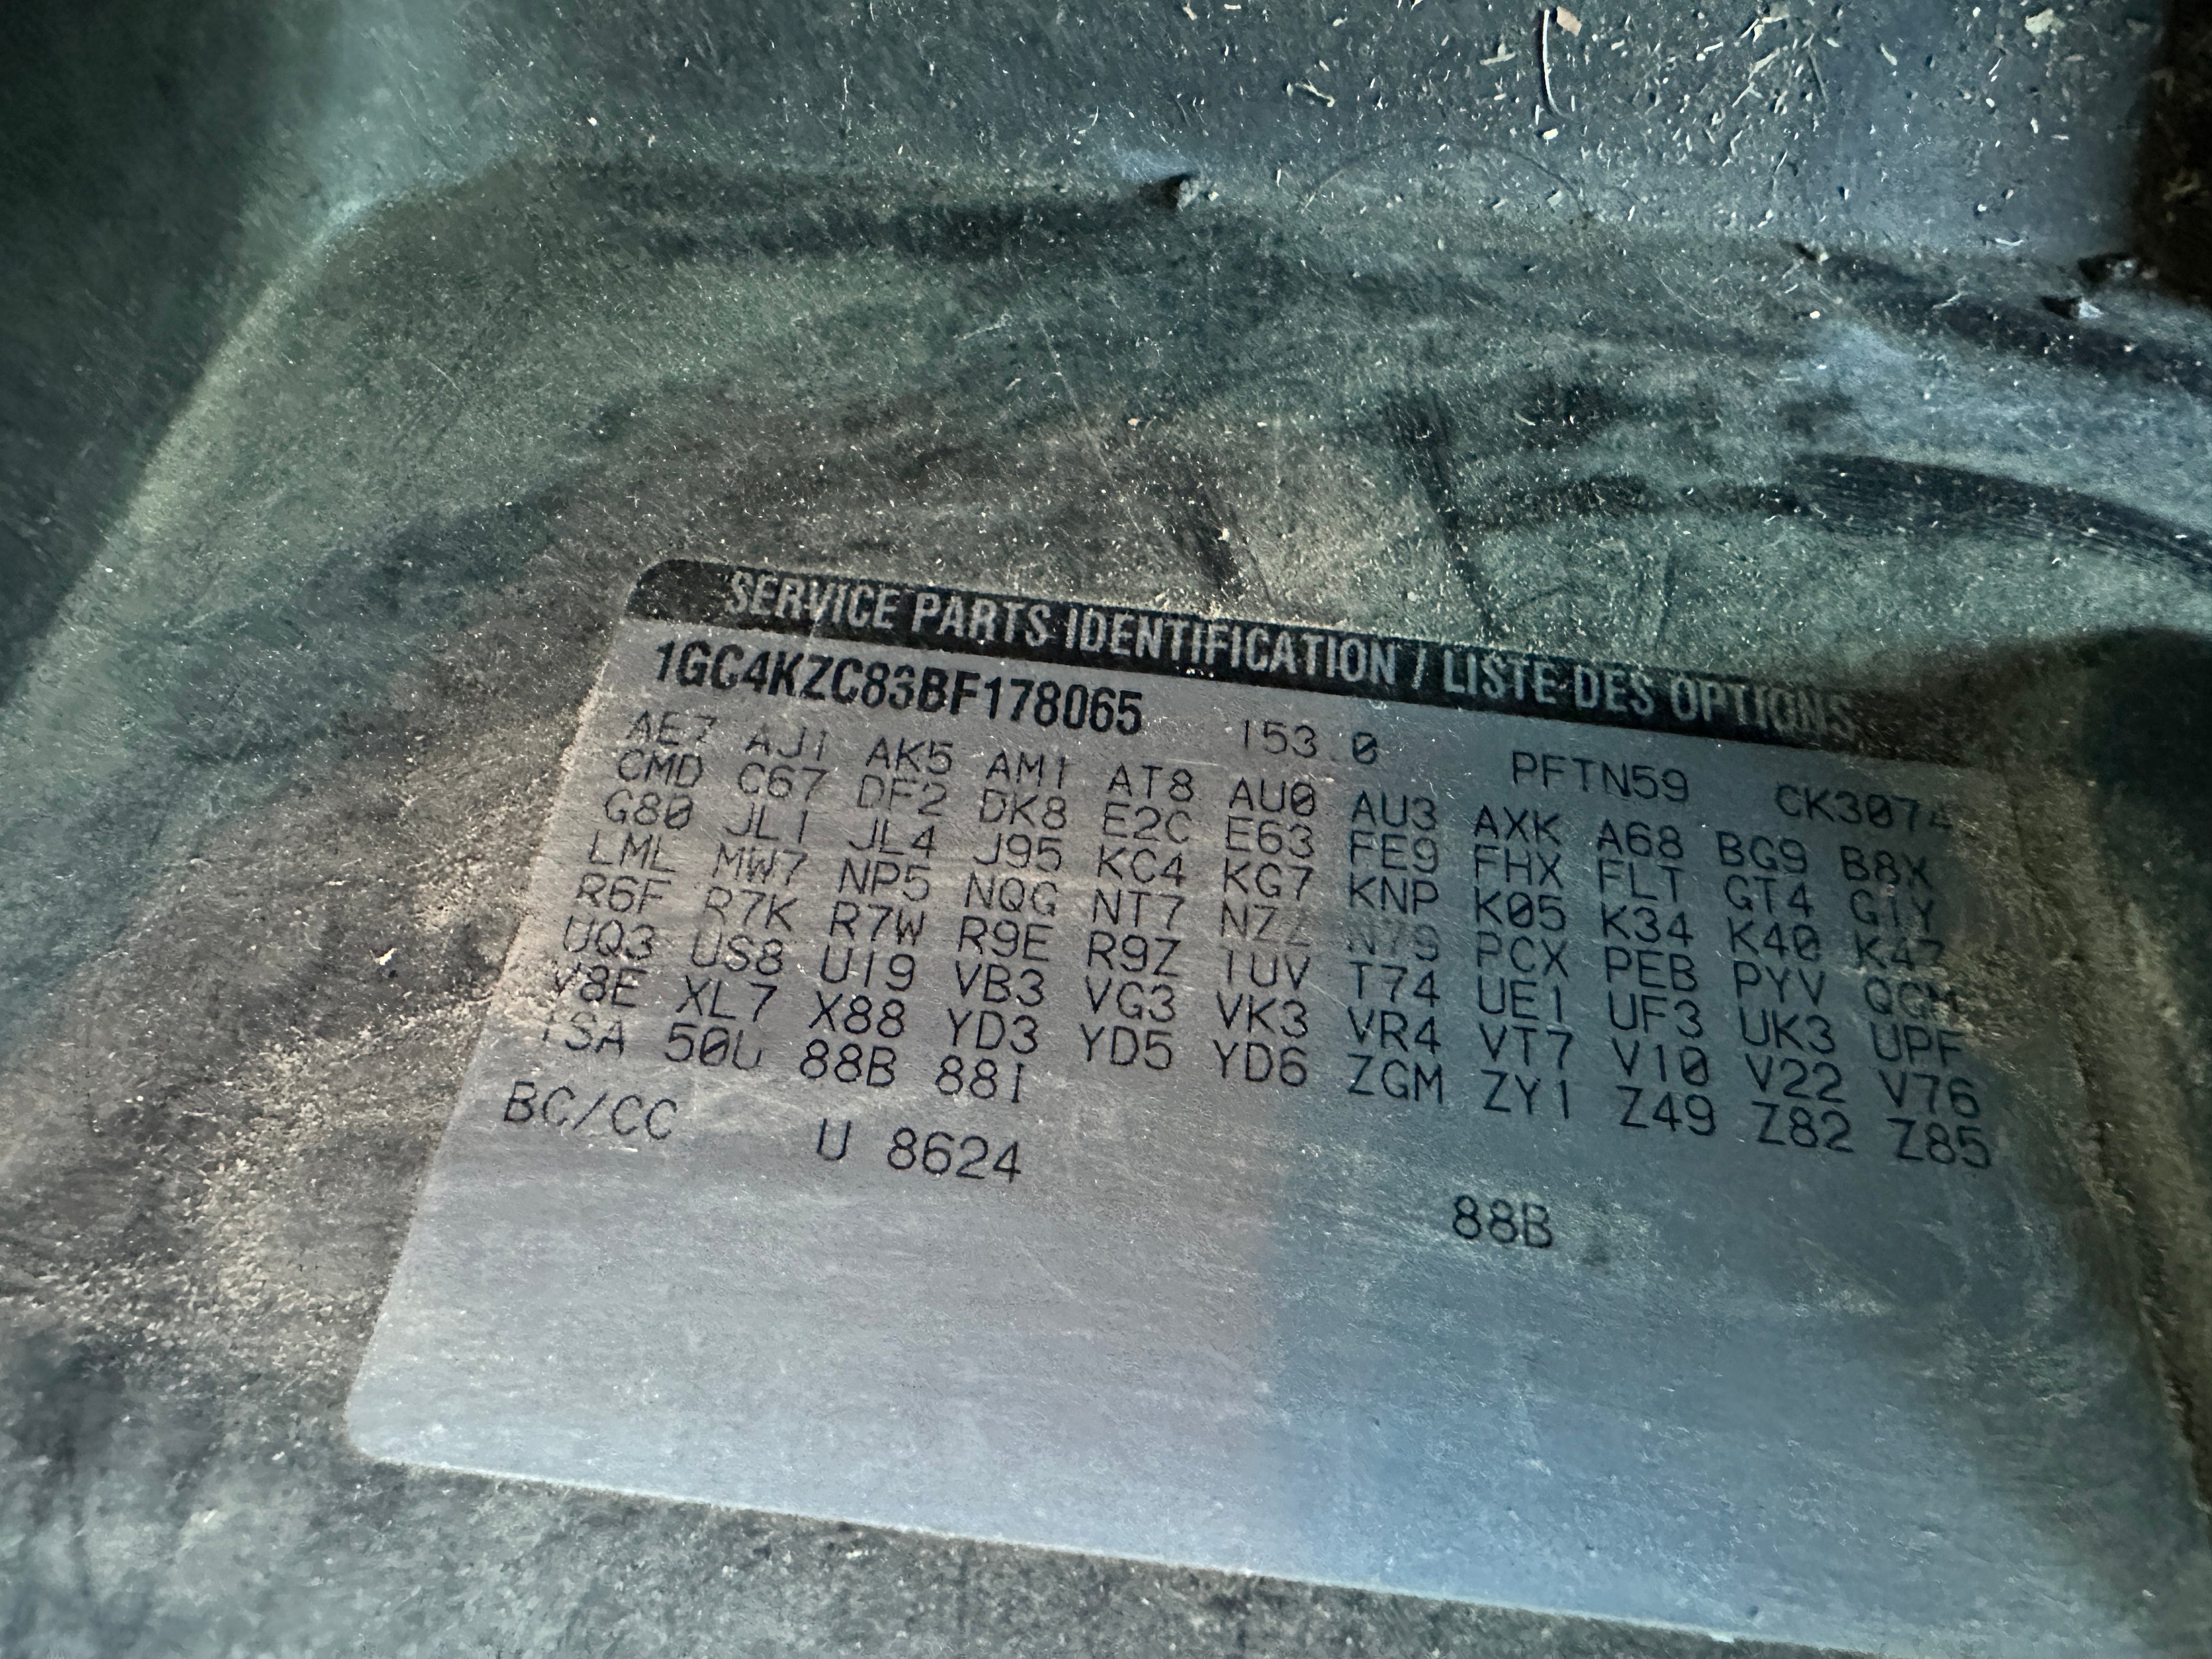 SERVICE PARTS IDENTIFICATION / LISTE DES OPTIONS
1GC4KZC83BF178065 153.0 PFTN59
AE7 AJ1 AK5 AM1 AT8 AU0 AU3 AXK A68 BG9 B8X
CMD C67 DF2 DK8 E2C E63 FE9 FHX FLT GT4 G1Y
G80 JL1 JL4 J95 KC4 KG7 KNP K05 K34 K40 K47
LML MW7 NP5 NQG NT7 NZZ N79 PCX PEB PYV QGM
R6F R7K R7W R9E R9Z TUV T74 UE1 UF3 UK3 UPF
UQ3 US8 U19 VB3 VG3 VK3 VR4 VT7 V10 V22 V76
V8E XL7 X88 YD3 YD5 YD6 ZGM ZY1 Z49 Z82 Z85
1SA 50U 88B 88I
BC/CC U 8624 88B